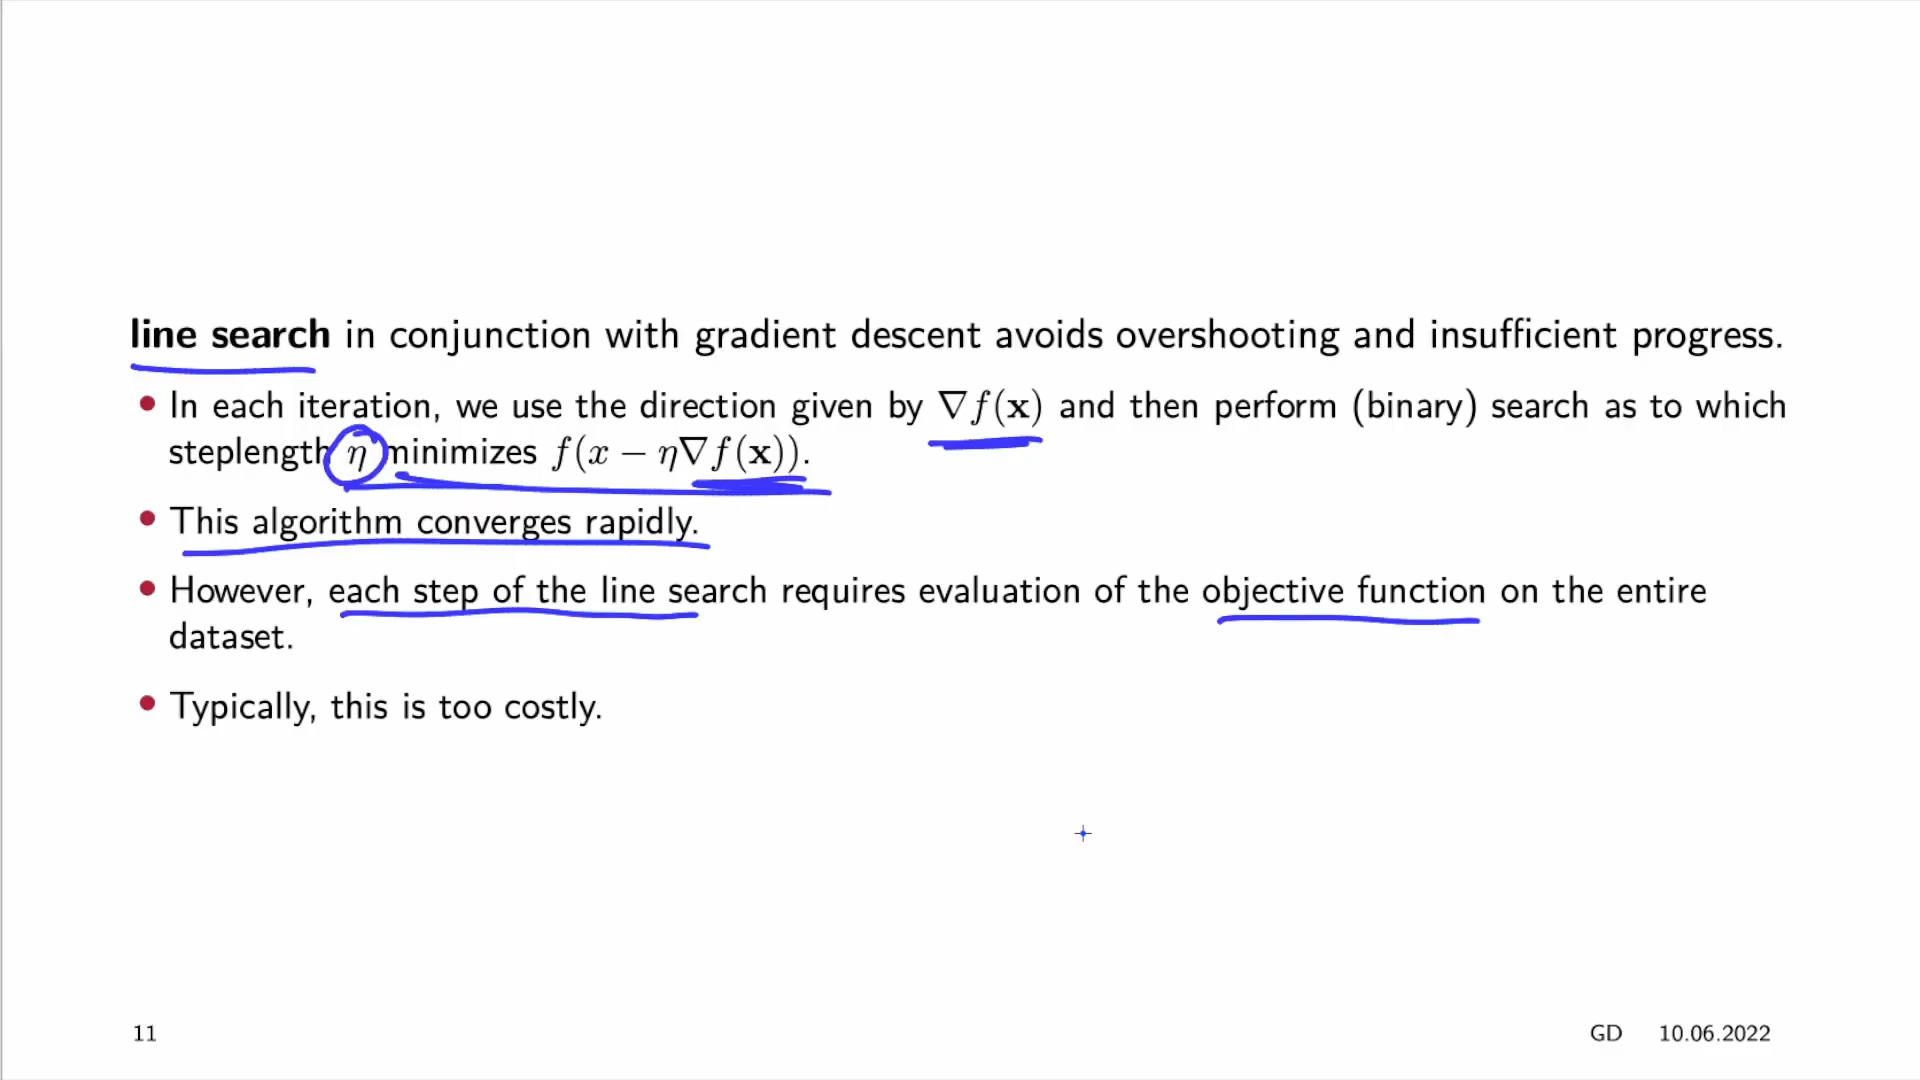 line search in conjunction with gradient descent avoids overshooting and insufficient progress.
• In each iteration, we use the direction given by ∇f(x) and then perform (binary) search as to which
steplength η minimizes f(x − η∇f(x)).
• This algorithm converges rapidly.
• However, each step of the line search requires evaluation of the objective function on the entire
dataset.
• Typically, this is too costly.
11
GD 10.06.2022